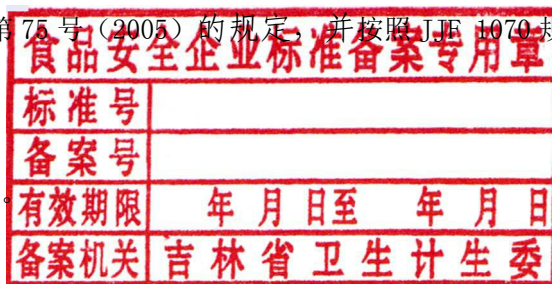 第 75 号（2005）的规定，并按照 JJF 1070 规
食品安全企业标准备案专用章
标准号
备案号
。
有效期限 年 月 日至 年 月 日
备案机关 吉林省卫生计生委